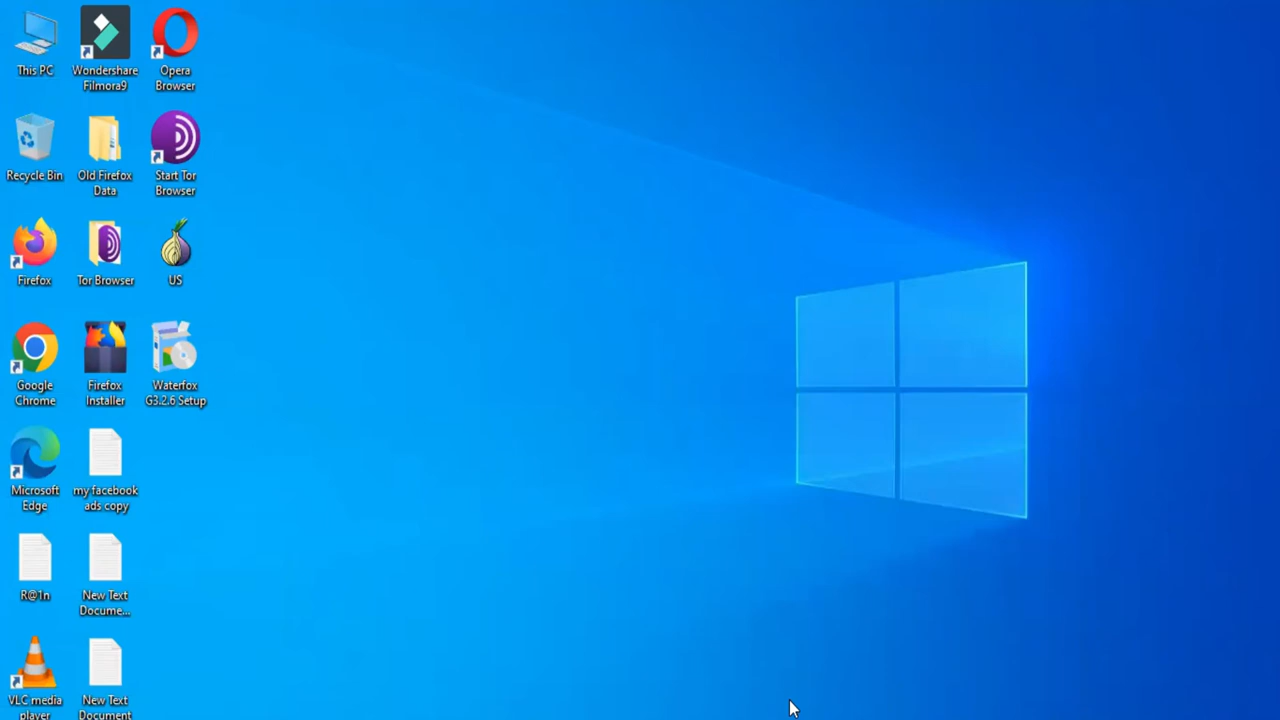 This PC
Wondershare
Filmora9
Opera
Browser
Recycle Bin
Old Firefox
Data
Start Tor
Browser
Firefox
Tor Browser
US
Google
Chrome
Firefox
Installer
Waterfox
G3.2.6 Setup
Microsoft
Edge
my facebook
ads copy
R@1n
New Text
Docume...
VLC media
player
New Text
Document